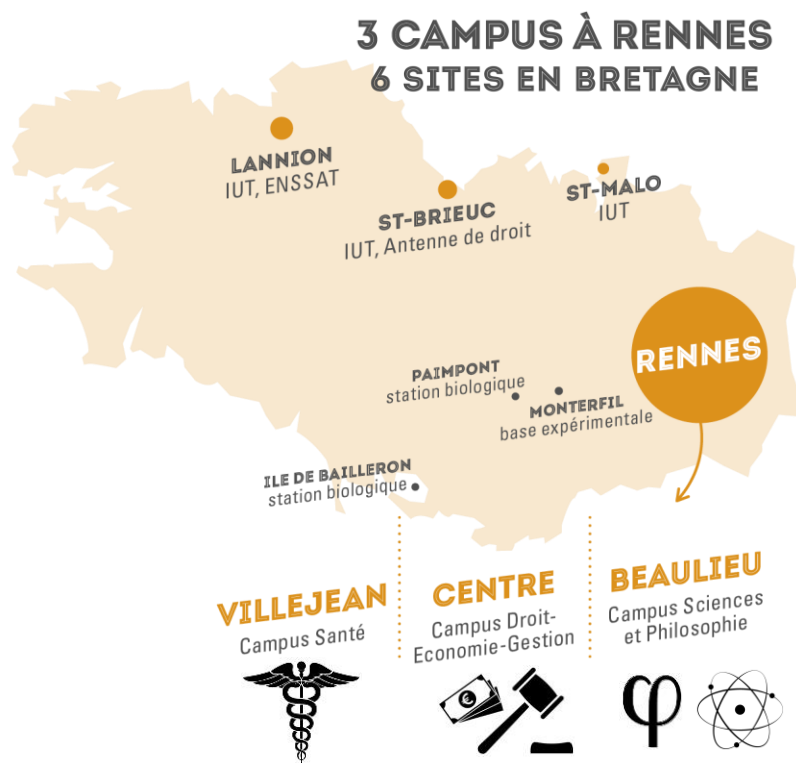 3 CAMPUS À RENNES
6 SITES EN BRETAGNE
LANNION
IUT, ENSSAT
ST-BRIEUC
IUT, Antenne de droit
ST-MALO
IUT
RENNES
PAIMPONT
station biologique
MONTERFIL
base expérimentale
ILE DE BAILLERON
station biologique
VILLEJEAN
Campus Santé
CENTRE
Campus Droit-
Economie-Gestion
BEAULIEU
Campus Sciences
et Philosophie
€
φ